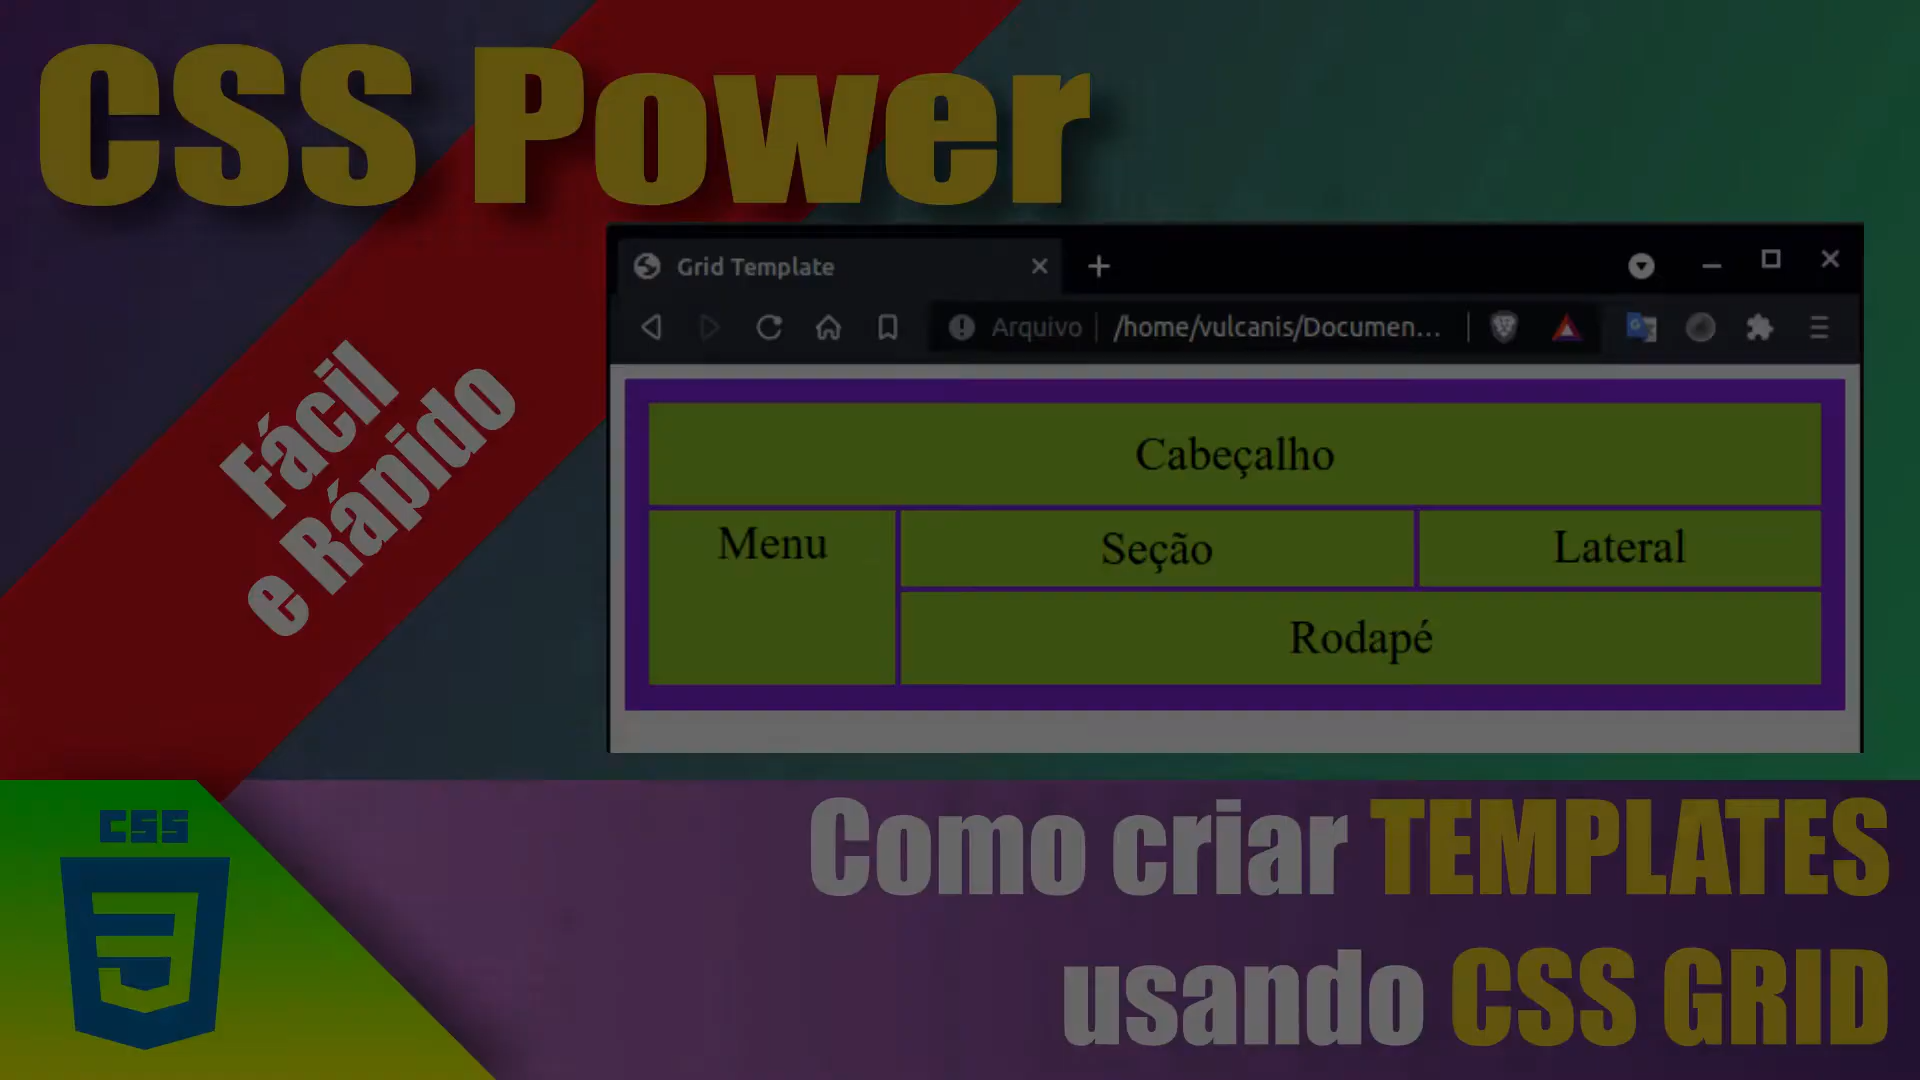 CSS Power
Grid Template
Arquivo
/home/vulcanis/Documen...
Fácil
e Rápido
Cabeçalho
Menu
Seção
Lateral
Rodapé
CSS
Como criar TEMPLATES
usando CSS GRID